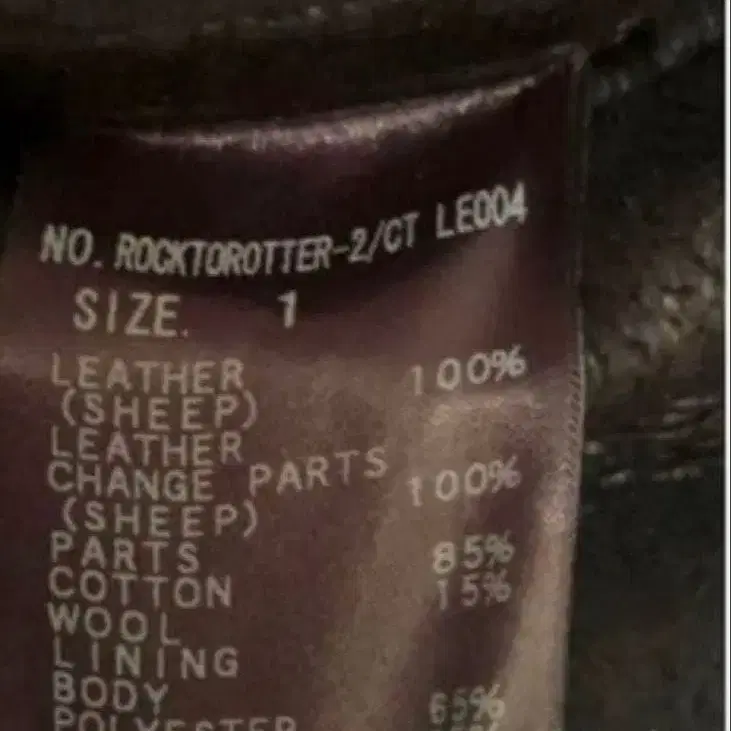 NO. ROCKTOROTTER-2/CT LE004
SIZE. 1
LEATHER 100%
(SHEEP)
LEATHER
CHANGE PARTS 100%
(SHEEP)
PARTS
COTTON 85%
WOOL 15%
LINING
BODY
POLYESTER 65%